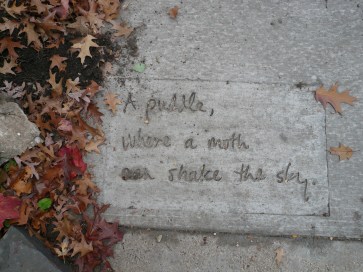 A puddle,
where a moth
can shake the sky.